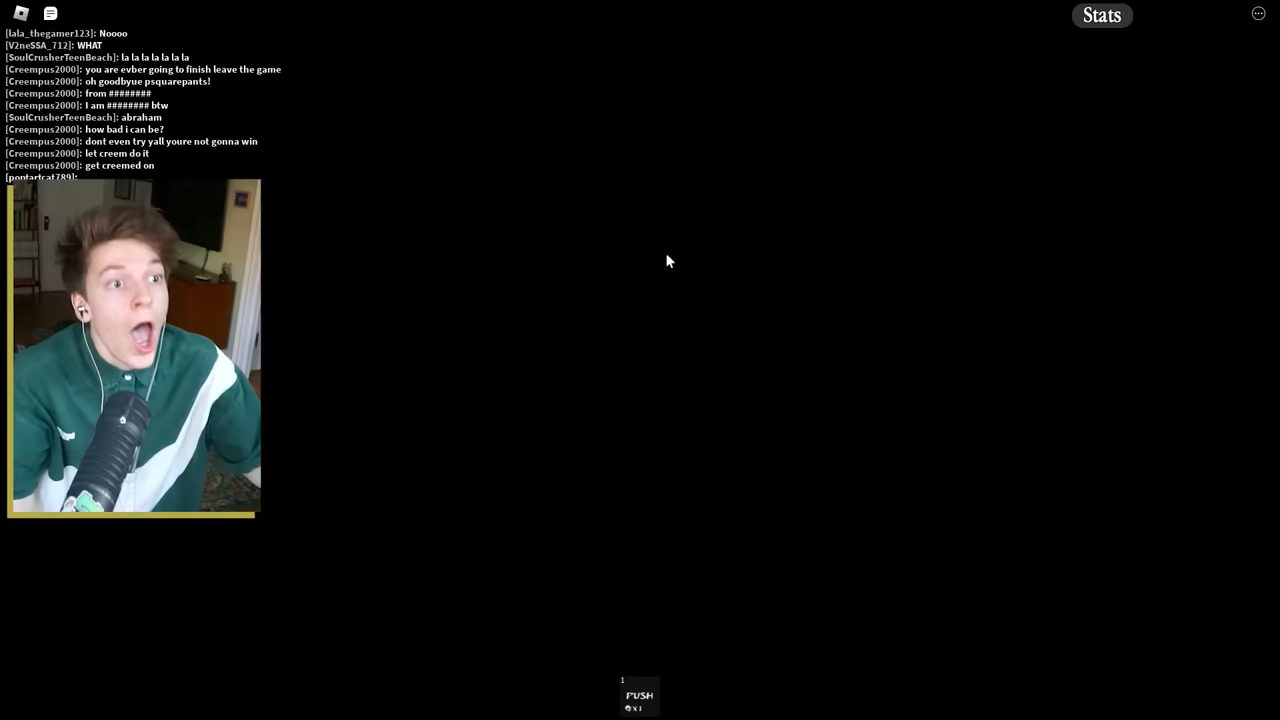 Stats
[lala_thegamer123]: Noooo
[V2neSSA_712]: WHAT
[SoulCrusherTeenBeach]: la la la la la la la
[Creempus2000]: you are evber going to finish leave the game
[Creempus2000]: oh goodbyue psquarepants!
[Creempus2000]: from ########
[Creempus2000]: I am ######## btw
[SoulCrusherTeenBeach]: abraham
[Creempus2000]: how bad i can be?
[Creempus2000]: dont even try yall youre not gonna win
[Creempus2000]: let creem do it
[Creempus2000]: get creemed on
[poptartcat789]:
1
PUSH
X 1